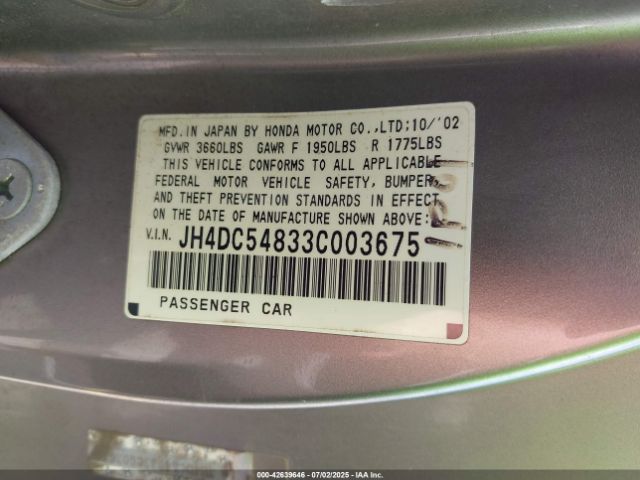 MFD. IN JAPAN BY HONDA MOTOR CO., LTD; 10/'02
GVWR 3660LBS GAWR F 1950LBS R 1775LBS
THIS VEHICLE CONFORMS TO ALL APPLICABLE
FEDERAL MOTOR VEHICLE SAFETY, BUMPER,
AND THEFT PREVENTION STANDARDS IN EFFECT
ON THE DATE OF MANUFACTURE SHOWN ABOVE:
V.I.N. JH4DC54833C003675
PASSENGER CAR
000-42639646 - 07/02/2025 - IAA Inc.